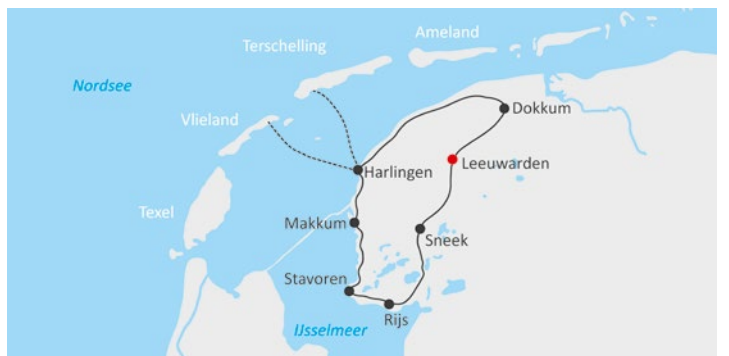 Ameland
Terschelling
Nordsee
Dokkum
Vlieland
Leeuwarden
Harlingen
Texel
Makkum
Sneek
Stavoren
Rijs
IJsselmeer